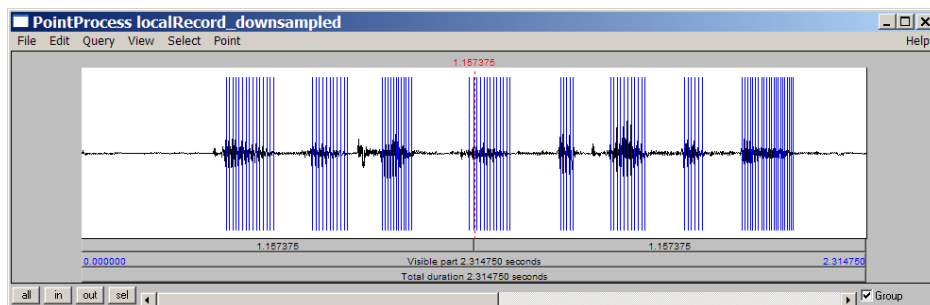 PointProcess localRecord_downsampled
File Edit Query View Select Point Help
1.157375
1.157375 1.157375
0.000000 Visible part 2.314750 seconds 2.314750
Total duration 2.314750 seconds
all in out sel Group